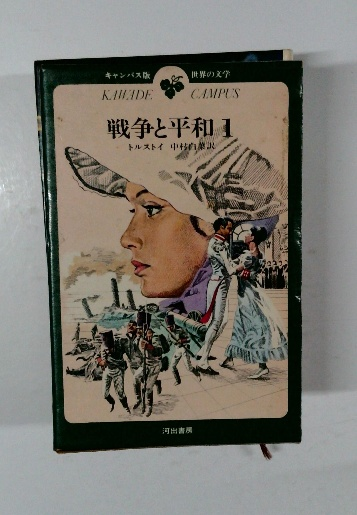 キャンパス版 世界の文学
KAWADE CAMPUS
戦争と平和 1
トルストイ 中村白葉訳
河出書房